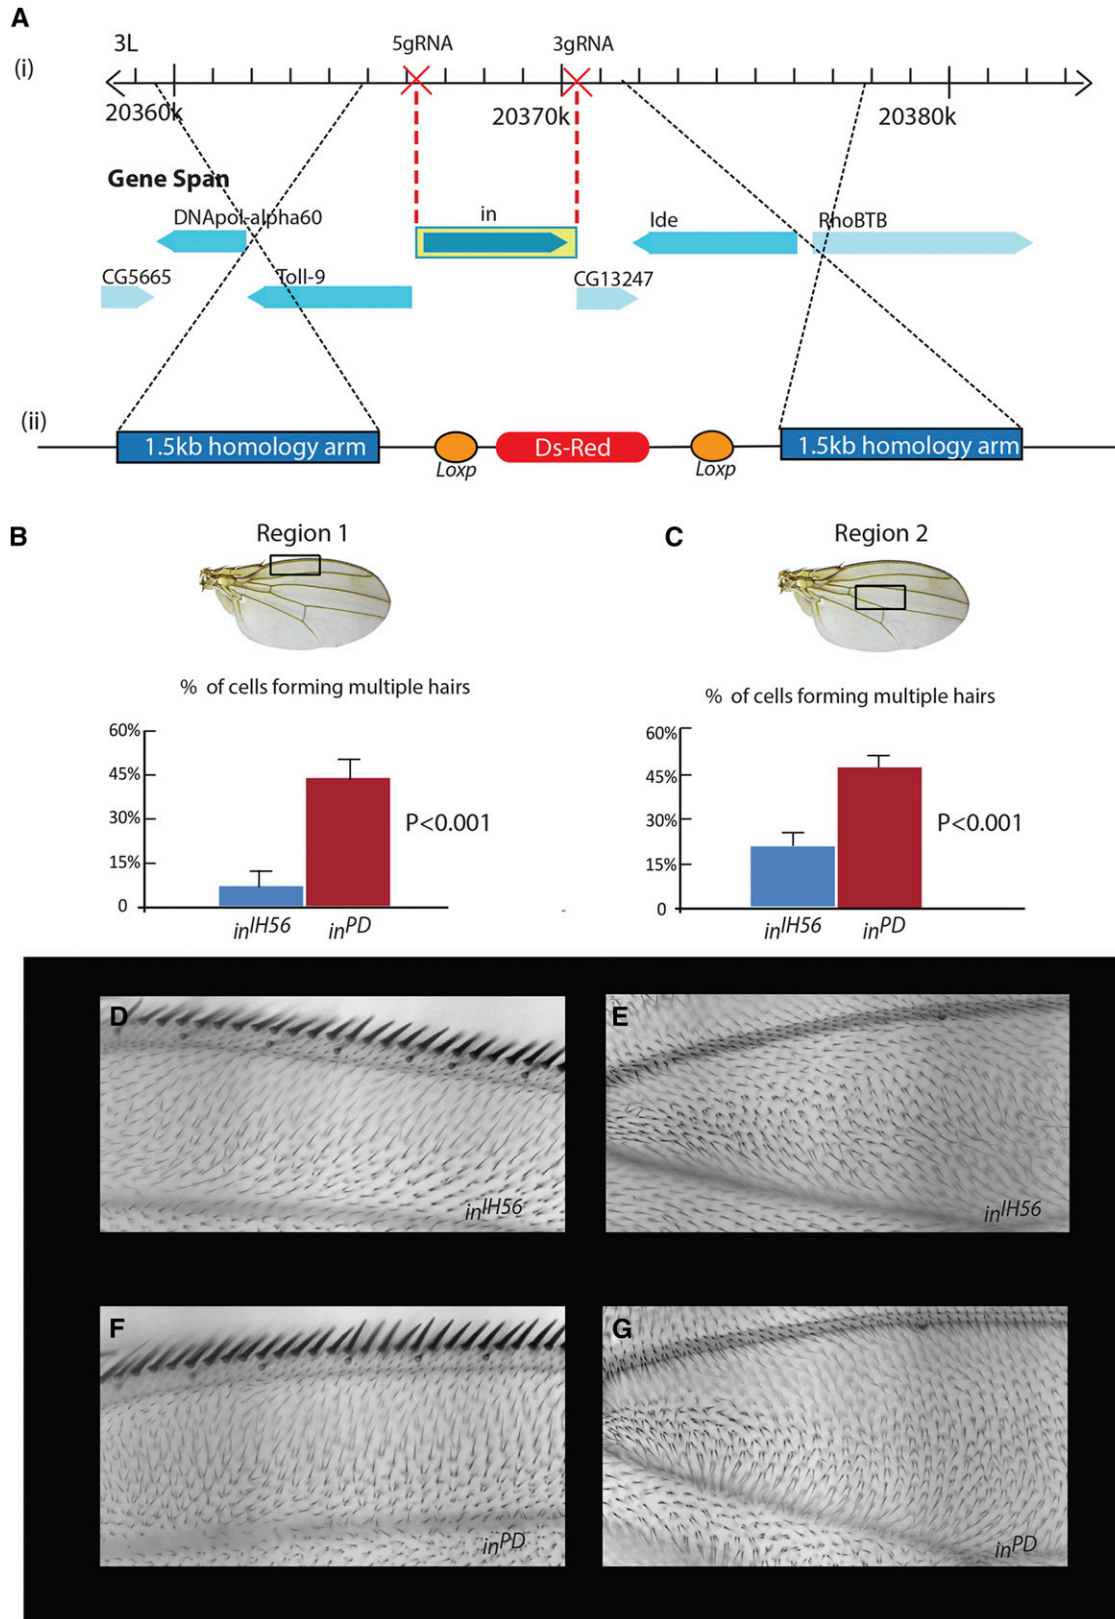 A
3L
5gRNA
3gRNA
(i)
20360k
20370k
20380k
Gene Span
DNApol-alpha60
in
Ide
RhoBTB
CG5665
Toll-9
CG13247
(ii)
1.5kb homology arm
Loxp
Ds-Red
Loxp
1.5kb homology arm
B
Region 1
% of cells forming multiple hairs
60%
45%
30%
15%
0
P<0.001
inIH56
inPD
C
Region 2
% of cells forming multiple hairs
60%
45%
30%
15%
0
P<0.001
inIH56
inPD
D
inIH56
E
inIH56
F
inPD
G
inPD